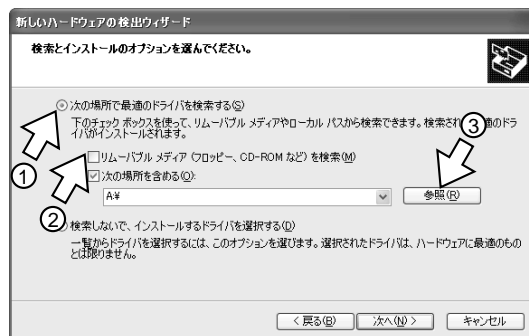 新しいハードウェアの検出ウィザード
検索とインストールのオプションを選んでください。
次の場所で最適のドライバを検索する(S)
下のチェック ボックスを使って、リムーバブル メディアやローカル パスから検索できます。検索され 適のドラ
イバがインストールされます。
リムーバブル メディア (フロッピー、CD-ROM など) を検索(M)
次の場所を含める(O):
A:¥
参照(R)
検索しないで、インストールするドライバを選択する(D)
一覧からドライバを選択するには、このオプションを選びます。選択されたドライバは、ハードウェアに最適のもの
とは限りません。
< 戻る(B)
次へ(N) >
キャンセル
①
②
③